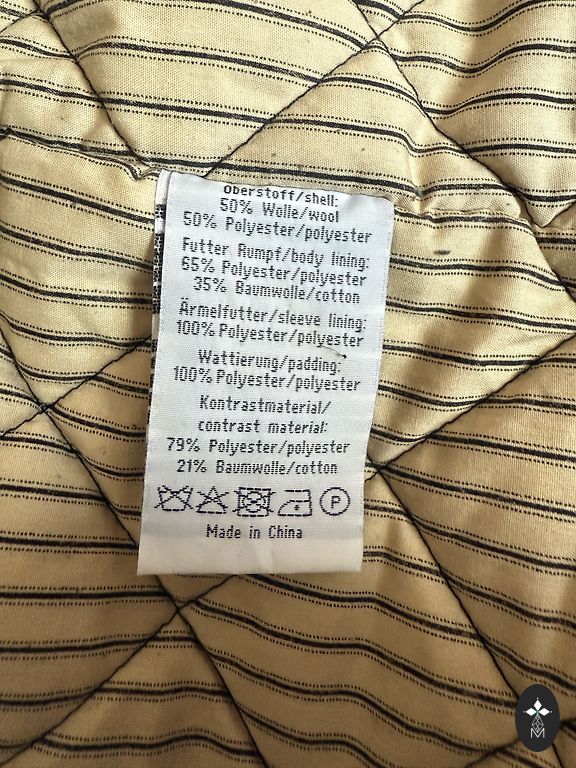 Oberstoff/shell:
50% Wolle/wool
50% Polyester/polyester
Futter Rumpf/body lining:
65% Polyester/polyester
35% Baumwolle/cotton
Ärmelfutter/sleeve lining:
100% Polyester/polyester
Wattierung/padding:
100% Polyester/polyester
Kontrastmaterial/
contrast material:
79% Polyester/polyester
21% Baumwolle/cotton
P
Made in China
M